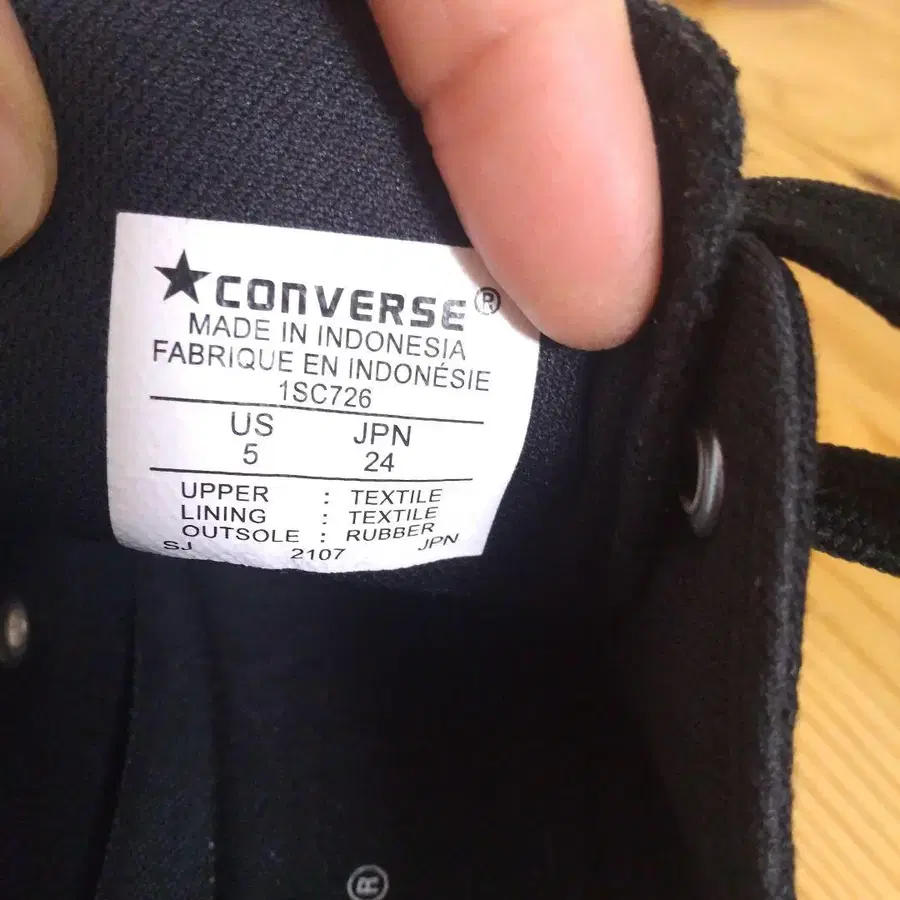 ★CONVERSE®
MADE IN INDONESIA
FABRIQUE EN INDONÉSIE
1SC726
US JPN
5 24
UPPER : TEXTILE
LINING : TEXTILE
OUTSOLE : RUBBER
SJ 2107 JPN
®